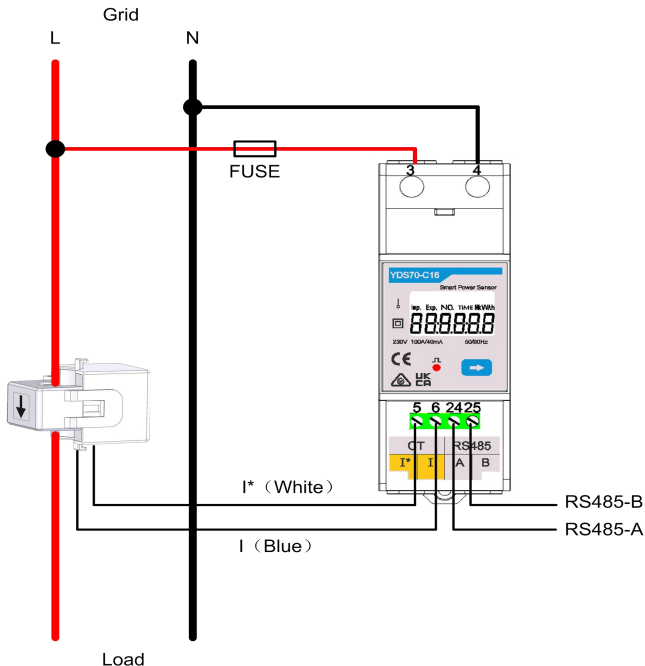 Grid
L N
FUSE
3 4
YDS70-C16
Smart Power Sensor
Imp. Exp. NO. TIME MkWh
888888
230V 100A/40mA 50/60Hz
CE
UK
CA
5 6 24 25
CT RS485
I* I A B
I*（White）
RS485-B
I（Blue）
RS485-A
Load